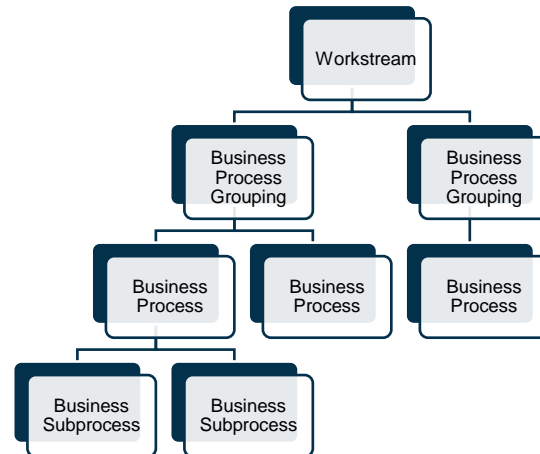 Workstream
Business
Process
Grouping
Business
Process
Grouping
Business
Process
Business
Process
Business
Process
Business
Subprocess
Business
Subprocess